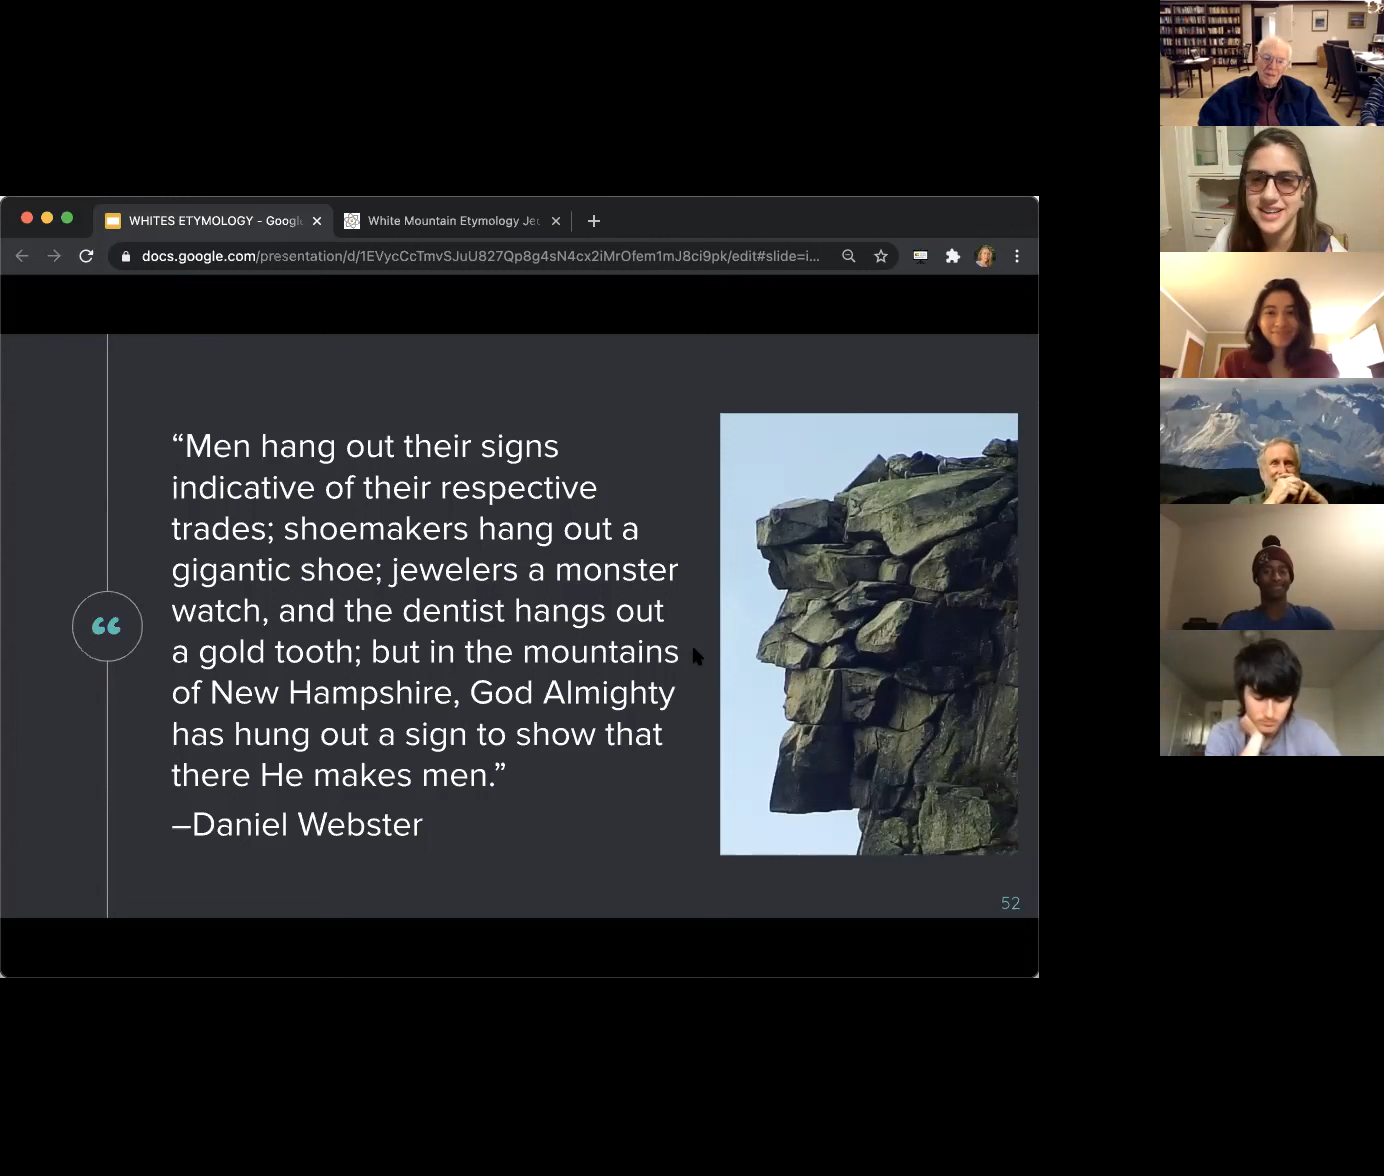 WHITES ETYMOLOGY - Google
White Mountain Etymology Jeo
docs.google.com/presentation/d/1EVycCcTmvSJuU827Qp8g4sN4cx2iMrOfem1mJ8ci9pk/edit#slide=i...
“Men hang out their signs
indicative of their respective
trades; shoemakers hang out a
gigantic shoe; jewelers a monster
watch, and the dentist hangs out
a gold tooth; but in the mountains
of New Hampshire, God Almighty
has hung out a sign to show that
there He makes men.”
–Daniel Webster
52